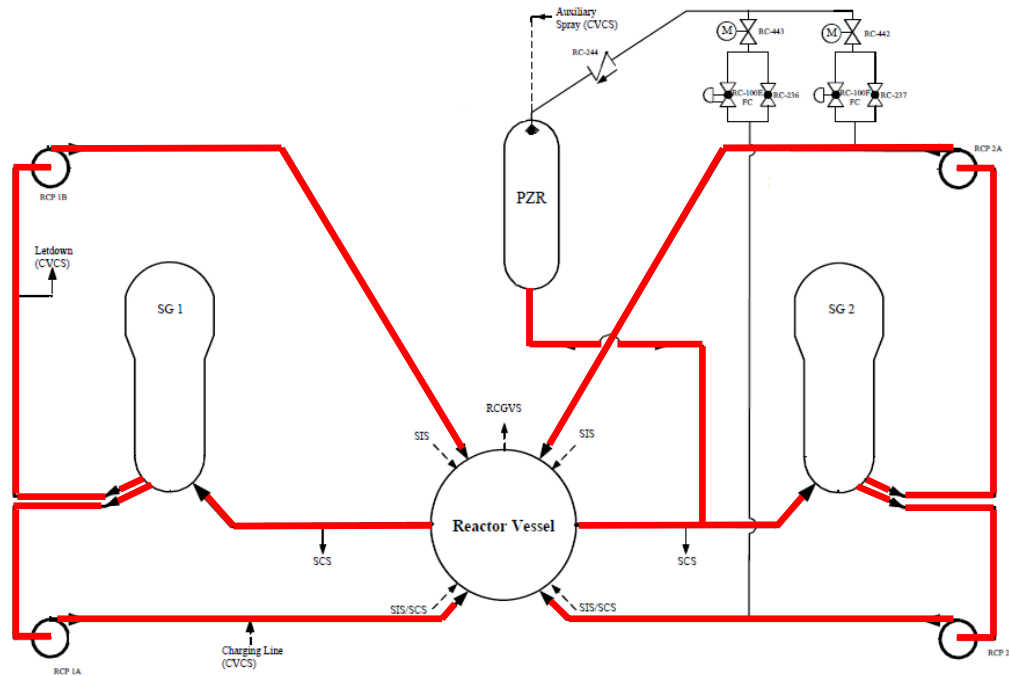 Auxiliary
Spray (CVCS)
M
RC-443
M
RC-442
RC-244
RC-100E
FC
RC-236
RC-100F
FC
RC-237
RCP 1B
PZR
RCP 2A
Letdown
(CVCS)
SG 1
SG 2
RCGVS
SIS
SIS
Reactor Vessel
SCS
SCS
SIS/SCS
SIS/SCS
Charging Line
(CVCS)
RCP 1A
RCP 2